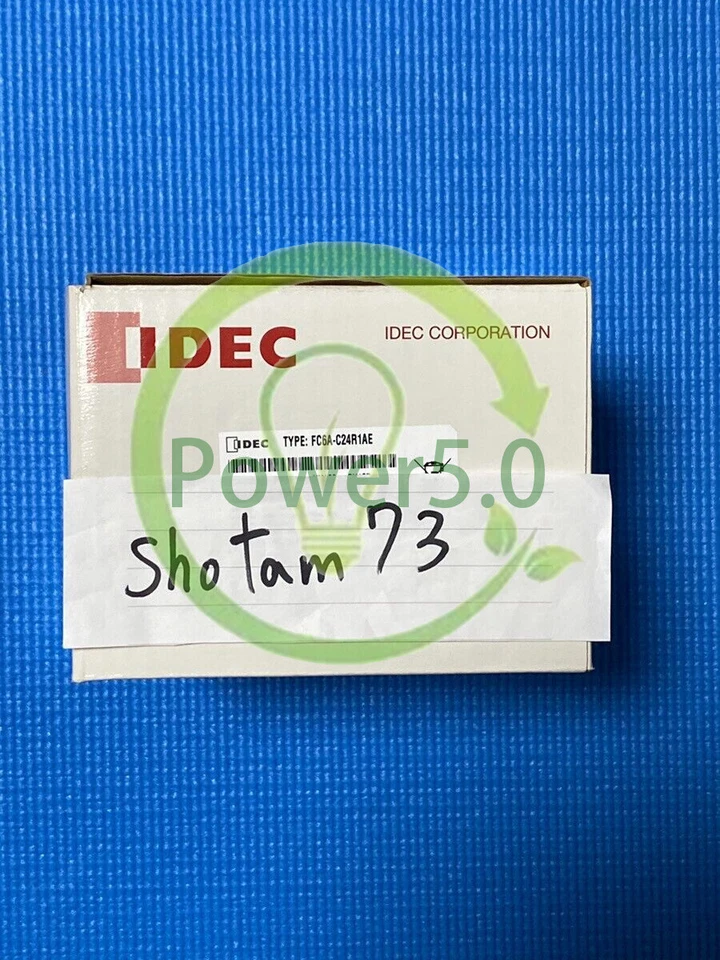 IDEC
IDEC CORPORATION
IDEC TYPE: FC6A-C24R1AE
Power5.0
shotam 73